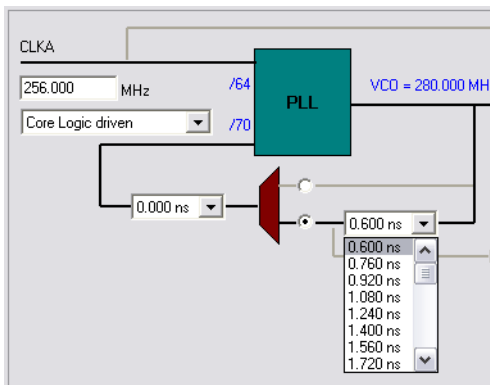 CLKA
256.000 MHz
/64
PLL
VCO = 280.000 MH
Core Logic driven
/70
0.000 ns
0.600 ns
0.600 ns
0.760 ns
0.920 ns
1.080 ns
1.240 ns
1.400 ns
1.560 ns
1.720 ns